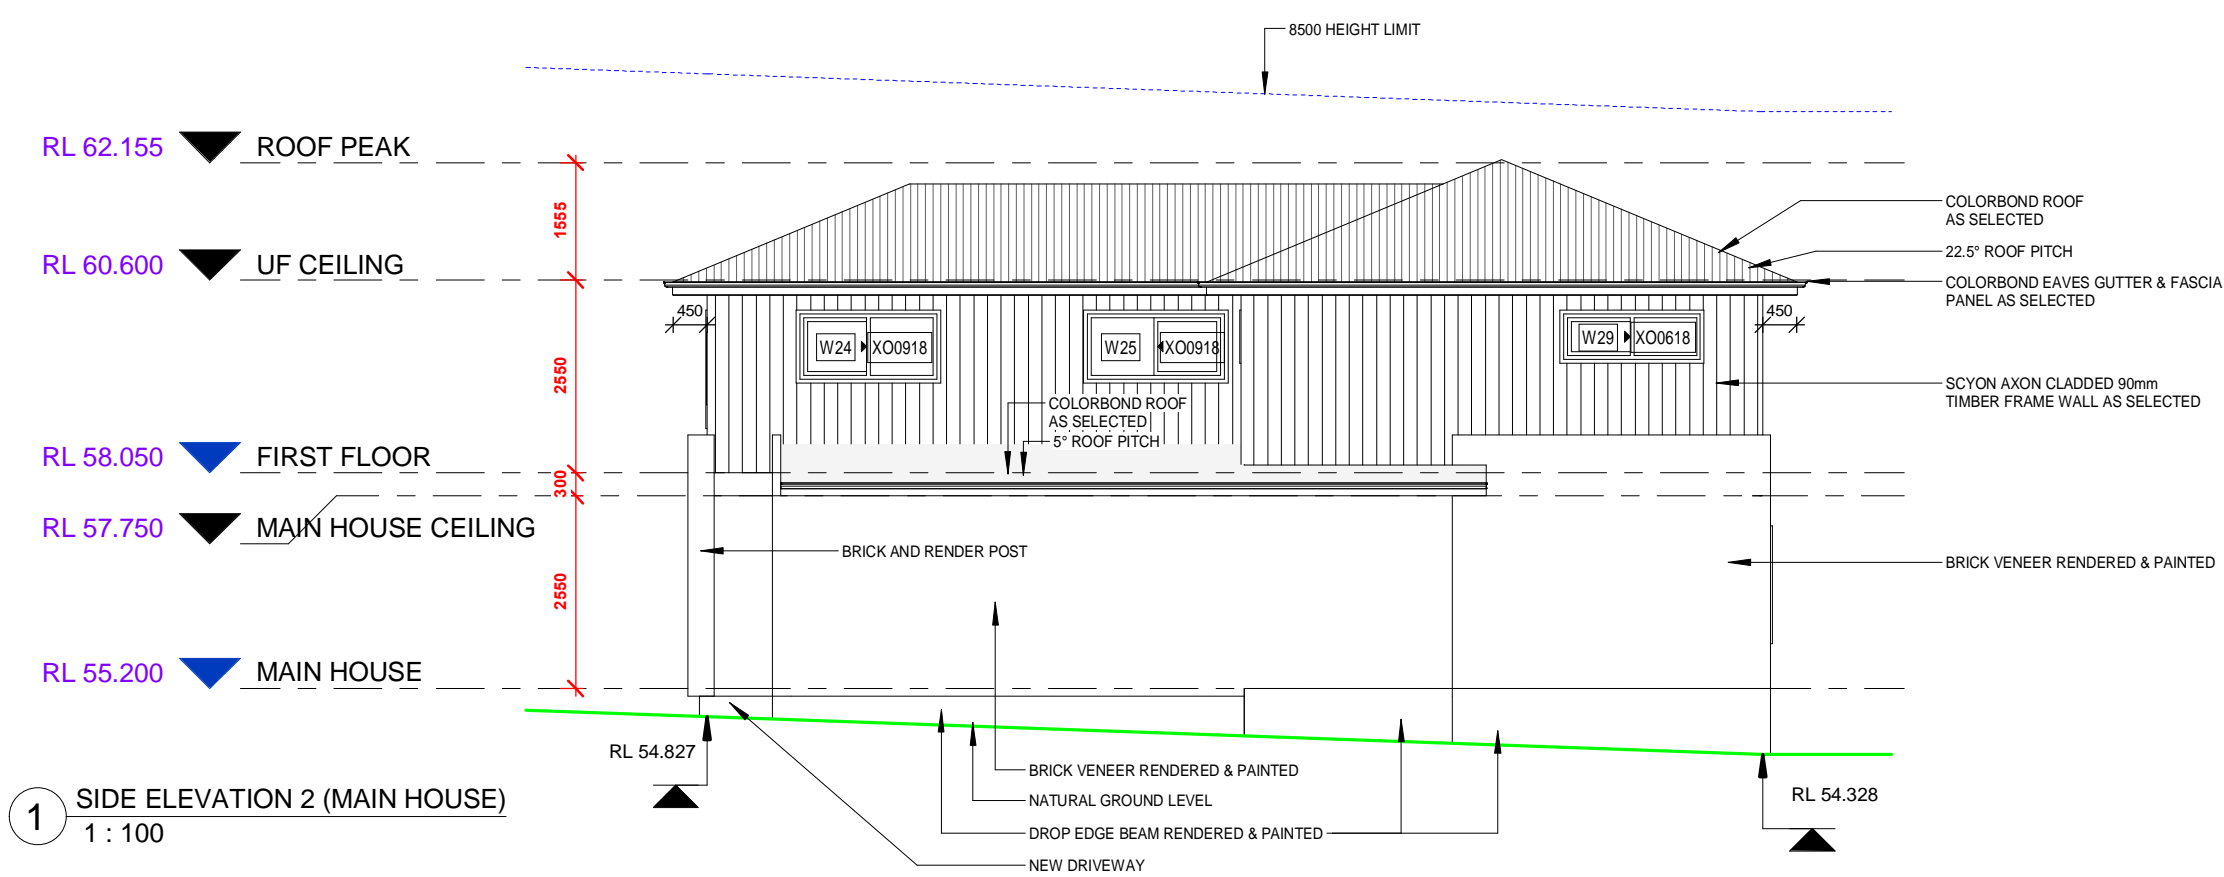 8500 HEIGHT LIMIT
RL 62.155 ROOF PEAK
1555
COLORBOND ROOF
AS SELECTED
22.5° ROOF PITCH
RL 60.600 UF CEILING
COLORBOND EAVES GUTTER & FASCIA
PANEL AS SELECTED
450
450
W24 XO0918
W25 XO0918
W29 XO0618
2550
SCYON AXON CLADDED 90mm
TIMBER FRAME WALL AS SELECTED
COLORBOND ROOF
AS SELECTED
5° ROOF PITCH
RL 58.050 FIRST FLOOR
300
RL 57.750 MAIN HOUSE CEILING
BRICK AND RENDER POST
BRICK VENEER RENDERED & PAINTED
2550
RL 55.200 MAIN HOUSE
RL 54.827
BRICK VENEER RENDERED & PAINTED
NATURAL GROUND LEVEL
DROP EDGE BEAM RENDERED & PAINTED
NEW DRIVEWAY
RL 54.328
1 SIDE ELEVATION 2 (MAIN HOUSE)
1 : 100